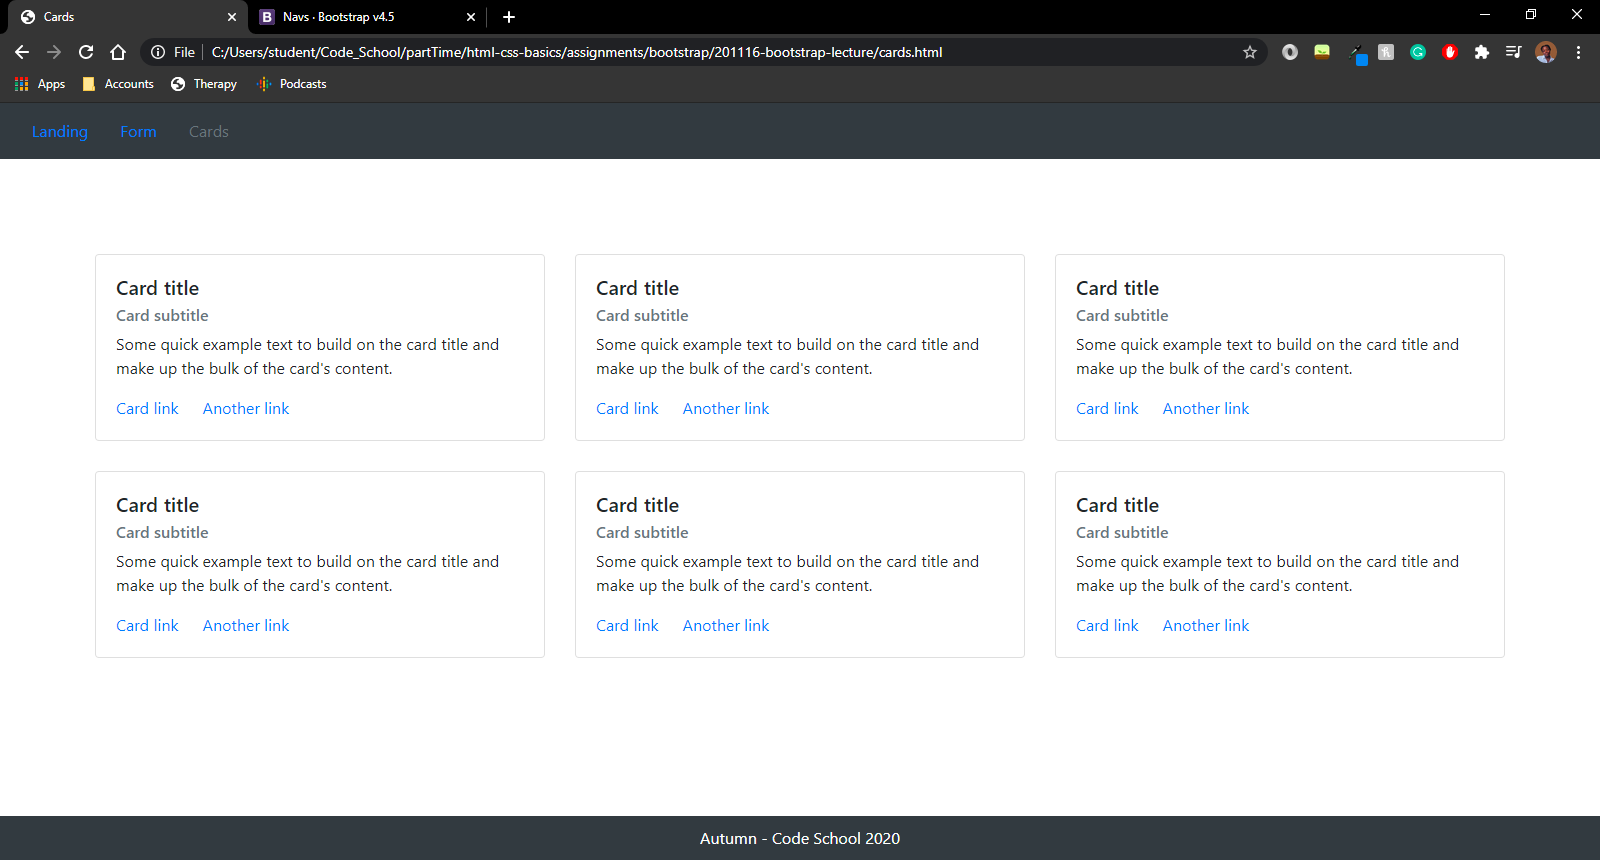 Cards
Navs · Bootstrap v4.5
File
C:/Users/student/Code_School/partTime/html-css-basics/assignments/bootstrap/201116-bootstrap-lecture/cards.html
Apps Accounts Therapy Podcasts
Landing Form Cards
Card title
Card subtitle
Some quick example text to build on the card title and
make up the bulk of the card's content.
Card link Another link
Card title
Card subtitle
Some quick example text to build on the card title and
make up the bulk of the card's content.
Card link Another link
Card title
Card subtitle
Some quick example text to build on the card title and
make up the bulk of the card's content.
Card link Another link
Card title
Card subtitle
Some quick example text to build on the card title and
make up the bulk of the card's content.
Card link Another link
Card title
Card subtitle
Some quick example text to build on the card title and
make up the bulk of the card's content.
Card link Another link
Card title
Card subtitle
Some quick example text to build on the card title and
make up the bulk of the card's content.
Card link Another link
Autumn - Code School 2020